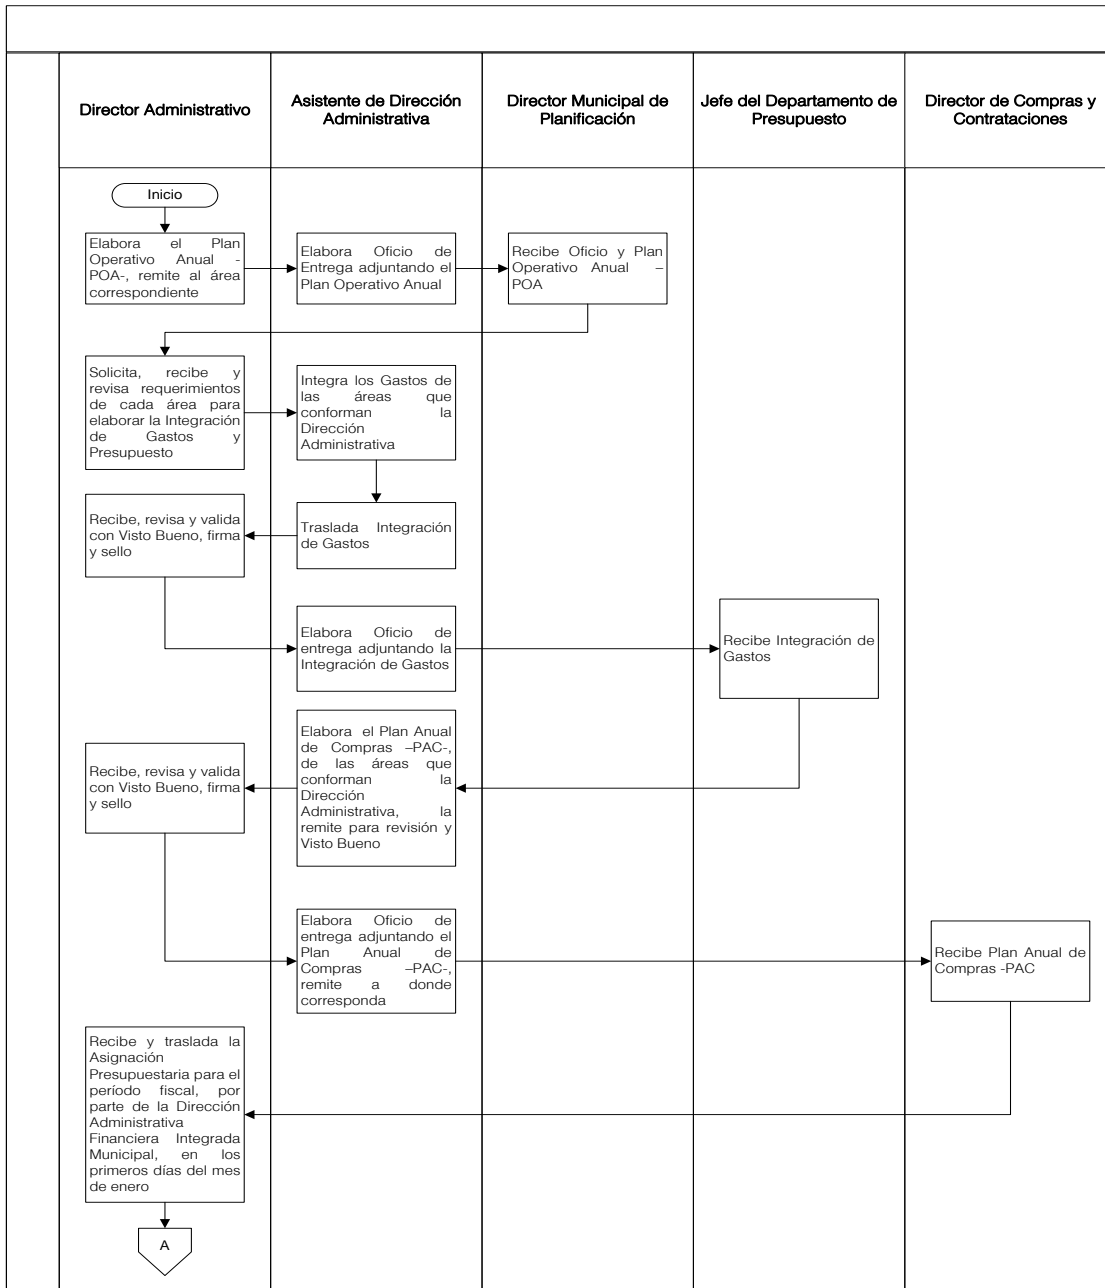 Director Administrativo
Asistente de Dirección
Administrativa
Director Municipal de
Planificación
Jefe del Departamento de
Presupuesto
Director de Compras y
Contrataciones
Inicio
Elabora el Plan
Operativo Anual -
POA-, remite al área
correspondiente
Elabora Oficio de
Entrega adjuntando el
Plan Operativo Anual
Recibe Oficio y Plan
Operativo Anual –
POA
Solicita, recibe y
revisa requerimientos
de cada área para
elaborar la Integración
de Gastos y
Presupuesto
Integra los Gastos de
las áreas que
conforman la
Dirección
Administrativa
Recibe, revisa y valida
con Visto Bueno, firma
y sello
Traslada Integración
de Gastos
Elabora Oficio de
entrega adjuntando la
Integración de Gastos
Recibe Integración de
Gastos
Elabora el Plan Anual
de Compras –PAC-,
de las áreas que
conforman la
Dirección
Administrativa, la
remite para revisión y
Visto Bueno
Recibe, revisa y valida
con Visto Bueno, firma
y sello
Elabora Oficio de
entrega adjuntando el
Plan Anual de
Compras –PAC-,
remite a donde
corresponda
Recibe Plan Anual de
Compras -PAC
Recibe y traslada la
Asignación
Presupuestaria para el
período fiscal, por
parte de la Dirección
Administrativa
Financiera Integrada
Municipal, en los
primeros días del mes
de enero
A